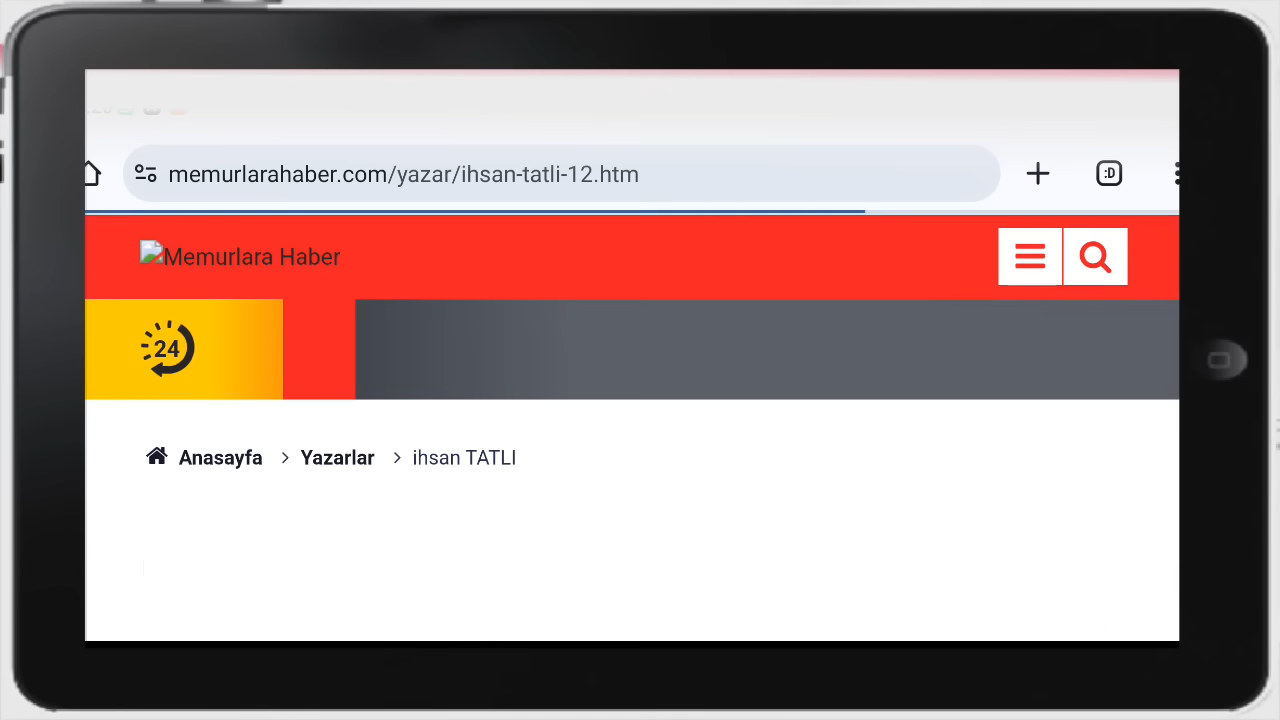 memurlarahaber.com/yazar/ihsan-tatli-12.htm
:D
Memurlara Haber
24
Anasayfa > Yazarlar > ihsan TATLI